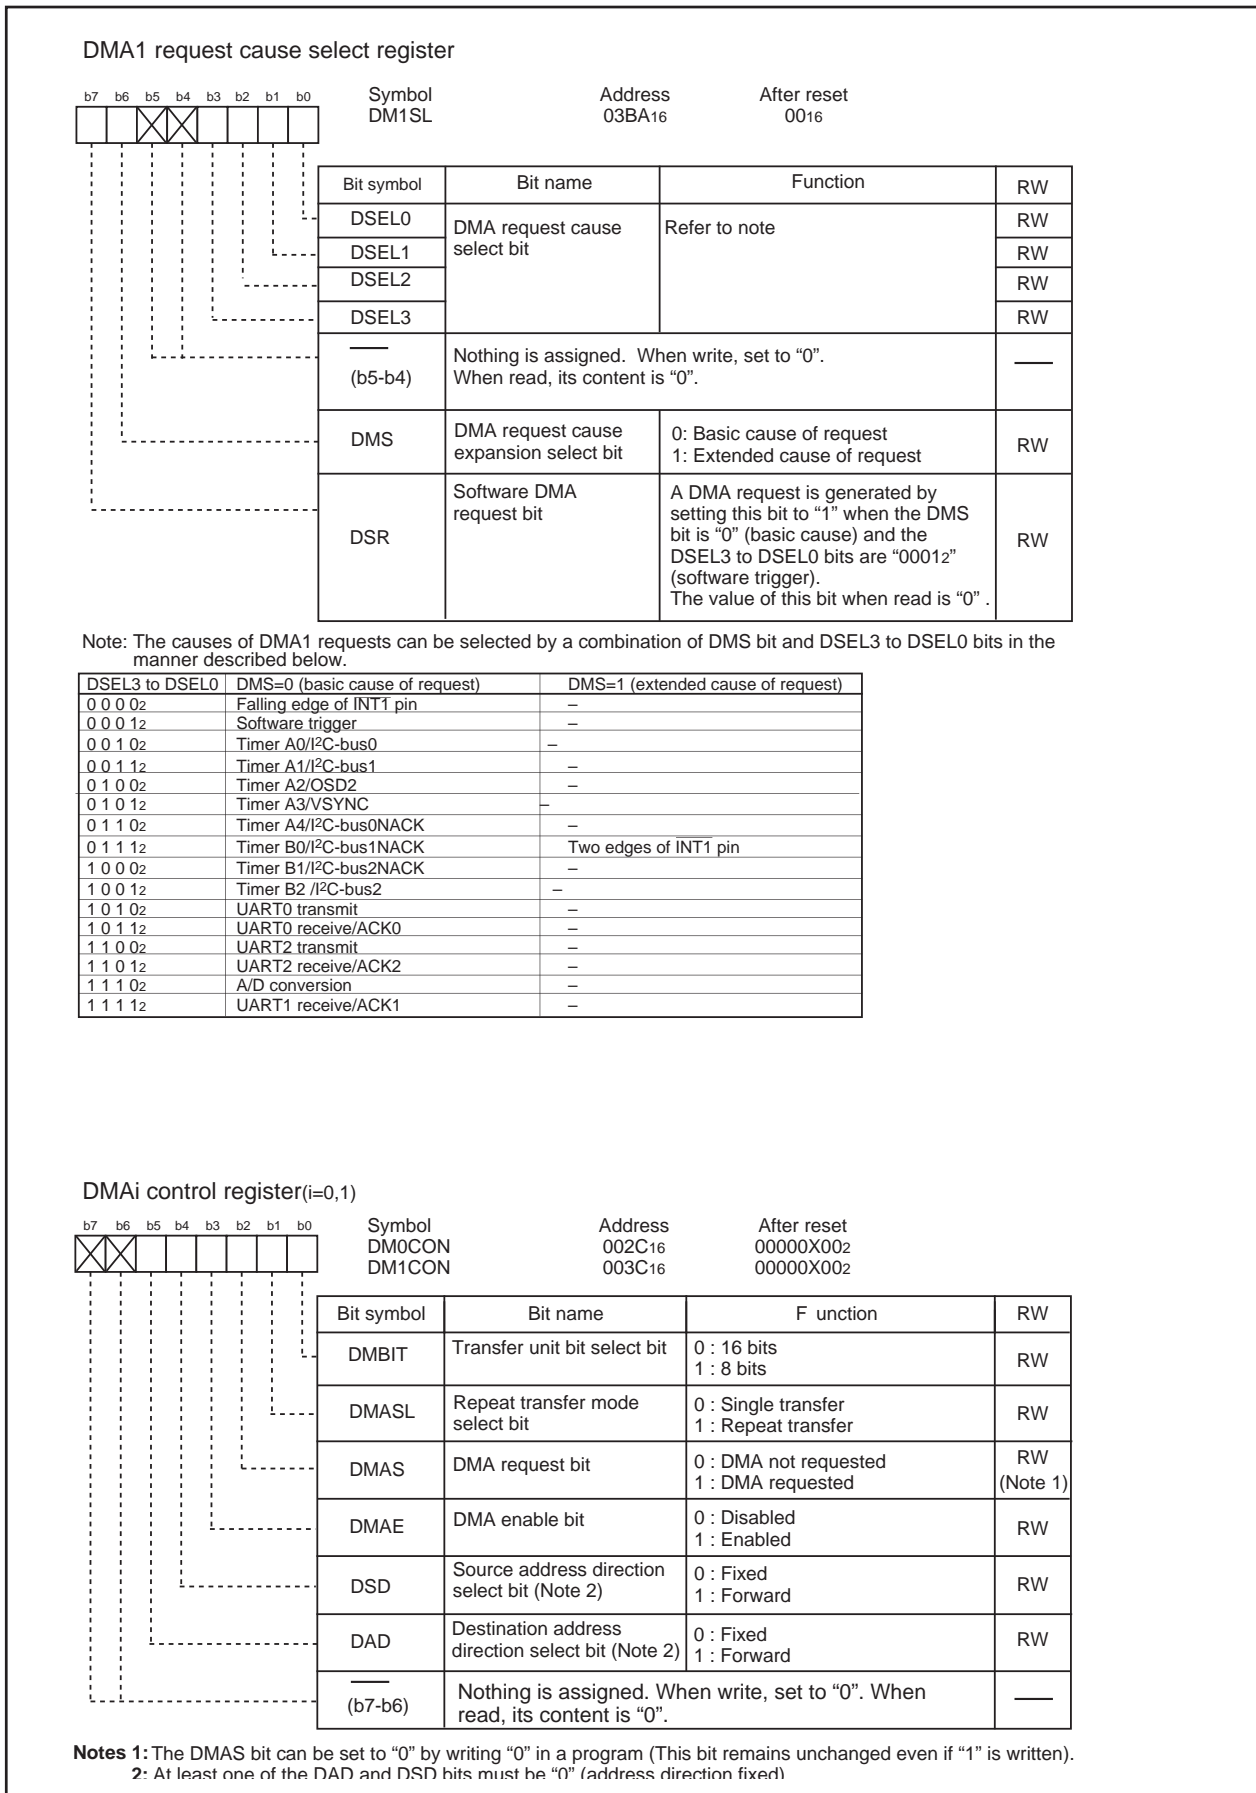 DMA1 request cause select register
b7 b6 b5 b4 b3 b2 b1 b0
Symbol Address After reset
DM1SL 03BA16 0016
Bit symbol Bit name Function RW
DSEL0 DMA request cause select bit Refer to note RW
DSEL1 RW
DSEL2 RW
DSEL3 RW
(b5-b4) Nothing is assigned. When write, set to “0”.
When read, its content is “0”.
DMS DMA request cause expansion select bit 0: Basic cause of request
1: Extended cause of request RW
DSR Software DMA request bit A DMA request is generated by
setting this bit to “1” when the DMS
bit is “0” (basic cause) and the
DSEL3 to DSEL0 bits are “00012”
(software trigger).
The value of this bit when read is “0” . RW
Note: The causes of DMA1 requests can be selected by a combination of DMS bit and DSEL3 to DSEL0 bits in the
manner described below.
DSEL3 to DSEL0 DMS=0 (basic cause of request) DMS=1 (extended cause of request)
0 0 0 02 Falling edge of INT1 pin –
0 0 0 12 Software trigger –
0 0 1 02 Timer A0/I2C-bus0 –
0 0 1 12 Timer A1/I2C-bus1 –
0 1 0 02 Timer A2/OSD2 –
0 1 0 12 Timer A3/VSYNC –
0 1 1 02 Timer A4/I2C-bus0NACK –
0 1 1 12 Timer B0/I2C-bus1NACK Two edges of INT1 pin
1 0 0 02 Timer B1/I2C-bus2NACK –
1 0 0 12 Timer B2 /I2C-bus2 –
1 0 1 02 UART0 transmit –
1 0 1 12 UART0 receive/ACK0 –
1 1 0 02 UART2 transmit –
1 1 0 12 UART2 receive/ACK2 –
1 1 1 02 A/D conversion –
1 1 1 12 UART1 receive/ACK1 –
DMAi control register(i=0,1)
b7 b6 b5 b4 b3 b2 b1 b0
Symbol Address After reset
DM0CON 002C16 00000X002
DM1CON 003C16 00000X002
Bit symbol Bit name F unction RW
DMBIT Transfer unit bit select bit 0 : 16 bits
1 : 8 bits RW
DMASL Repeat transfer mode select bit 0 : Single transfer
1 : Repeat transfer RW
DMAS DMA request bit 0 : DMA not requested
1 : DMA requested RW (Note 1)
DMAE DMA enable bit 0 : Disabled
1 : Enabled RW
DSD Source address direction select bit (Note 2) 0 : Fixed
1 : Forward RW
DAD Destination address direction select bit (Note 2) 0 : Fixed
1 : Forward RW
(b7-b6) Nothing is assigned. When write, set to “0”. When
read, its content is “0”.
Notes 1: The DMAS bit can be set to “0” by writing “0” in a program (This bit remains unchanged even if “1” is written).
2: At least one of the DAD and DSD bits must be “0” (address direction fixed)